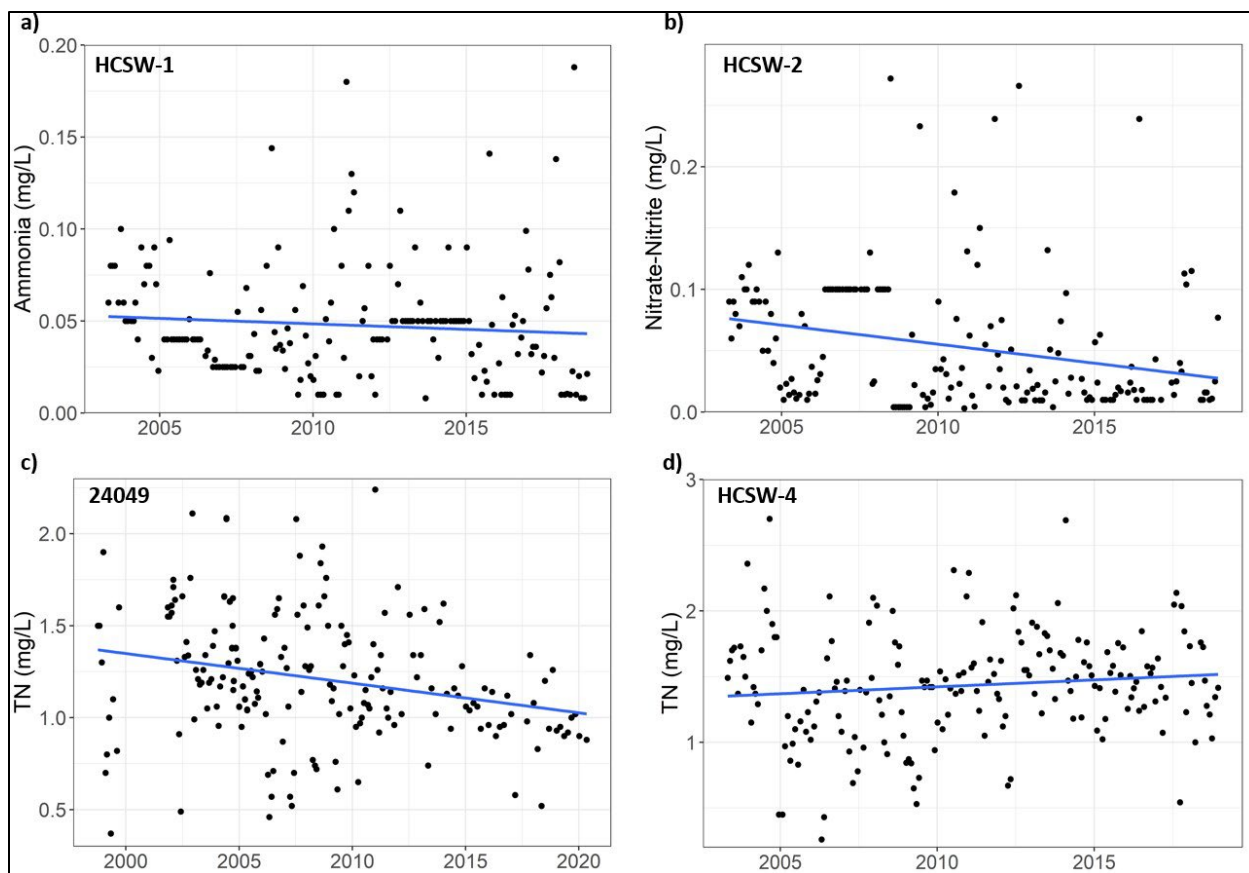 a)
HCSW-1
Ammonia (mg/L)
0.20
0.15
0.10
0.05
0.00
2005 2010 2015
b)
HCSW-2
Nitrate-Nitrite (mg/L)
0.2
0.1
0.0
2005 2010 2015
c)
24049
TN (mg/L)
2.0
1.5
1.0
0.5
2000 2005 2010 2015 2020
d)
HCSW-4
TN (mg/L)
3
2
1
2005 2010 2015